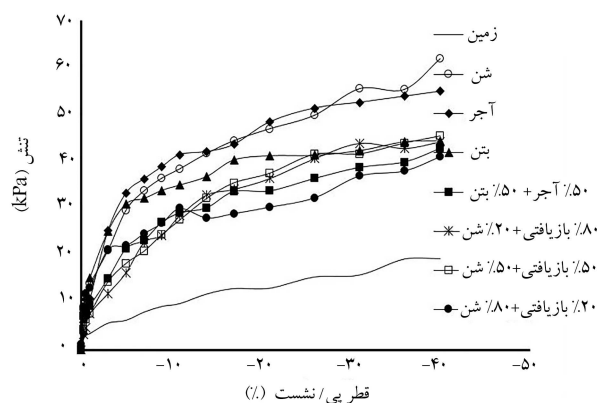 ۷۰
۶۰
۵۰
۴۰
۳۰
۲۰
۱۰
۰
تنش (kPa)
۰
-۱۰
-۲۰
-۳۰
-۴۰
-۵۰
قطر پی/نشست (٪)
زمین
شن
آجر
بتن
۵۰٪ آجر + ۵۰٪ بتن
۸۰٪ بازیافتی+۲۰٪ شن
۵۰٪ بازیافتی+۵۰٪ شن
۲۰٪ بازیافتی+۸۰٪ شن